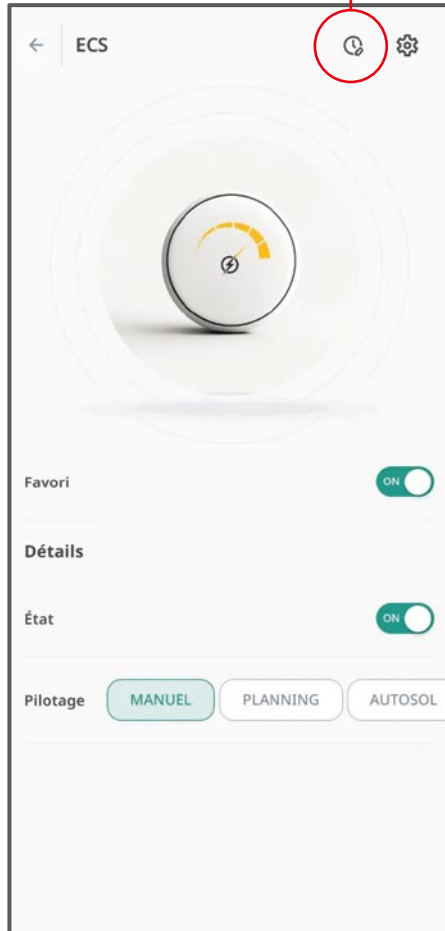 ECS
Favori
ON
Détails
État
ON
Pilotage MANUEL PLANNING AUTOSOL